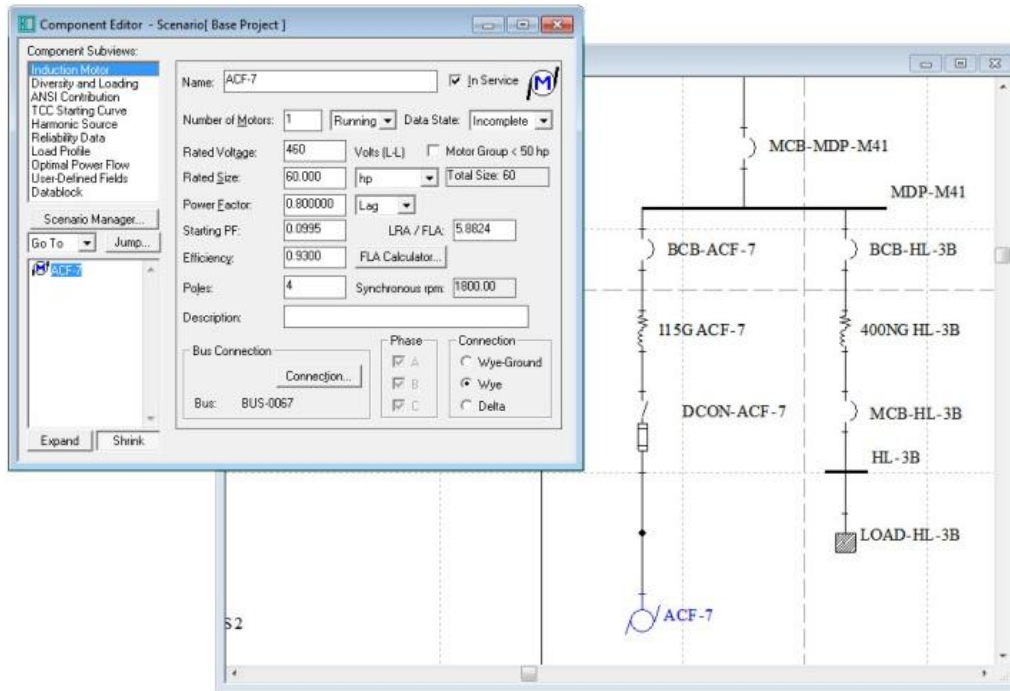 Component Editor - Scenario[ Base Project ]
Component Subviews:
Induction Motor
Diversity and Loading
ANSI Contribution
TCC Starting Curve
Harmonic Source
Reliability Data
Load Profile
Optimal Power Flow
User-Defined Fields
Datablock
Scenario Manager...
Go To Jump...
ACF-7
Expand Shrink
Name: ACF-7 In Service M
Number of Motors: 1 Running Data State: Incomplete
Rated Voltage: 460 Volts (L-L) Motor Group < 50 hp
Rated Size: 60.000 hp Total Size: 60
Power Factor: 0.800000 Lag
Starting PF: 0.0995 LRA / FLA: 5.8824
Efficiency: 0.9300 FLA Calculator...
Poles: 4 Synchronous rpm: 1800.00
Description:
Bus Connection
Connection...
Bus: BUS-0067
Phase
A
B
C
Connection
Wye-Ground
Wye
Delta
MCB-MDP-M41
MDP-M41
BCB-ACF-7 BCB-HL-3B
115G ACF-7 400NG HL-3B
DCON-ACF-7 MCB-HL-3B
HL-3B
LOAD-HL-3B
ACF-7
S2